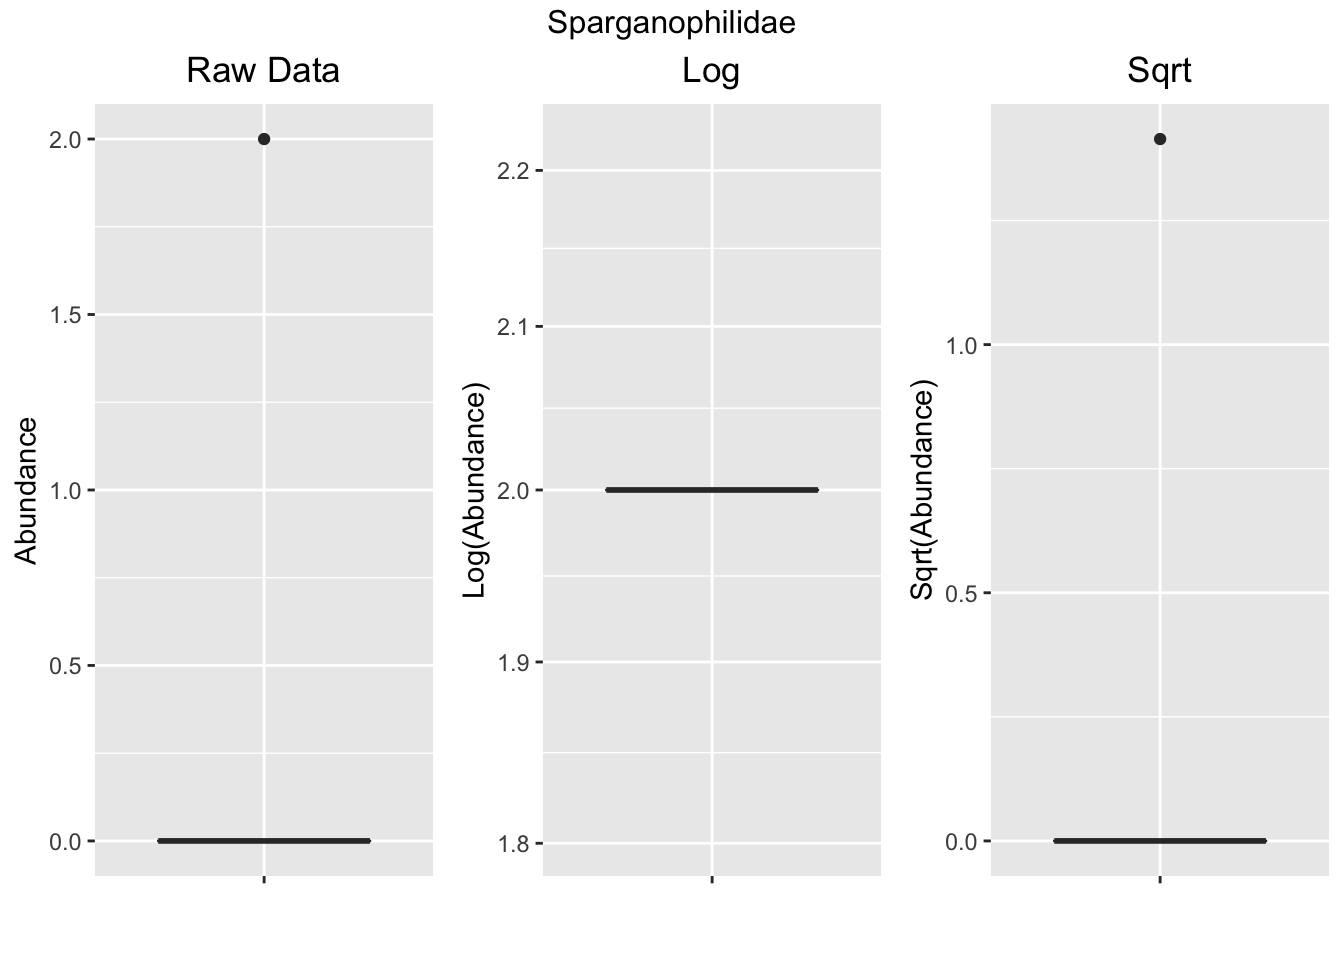 Sparganophilidae
Raw Data
Abundance
2.0
1.5
1.0
0.5
0.0
Log
Log(Abundance)
2.2
2.1
2.0
1.9
1.8
Sqrt
Sqrt(Abundance)
1.0
0.5
0.0